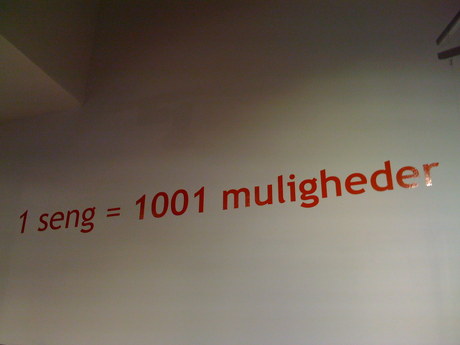 1 seng = 1001 muligheder